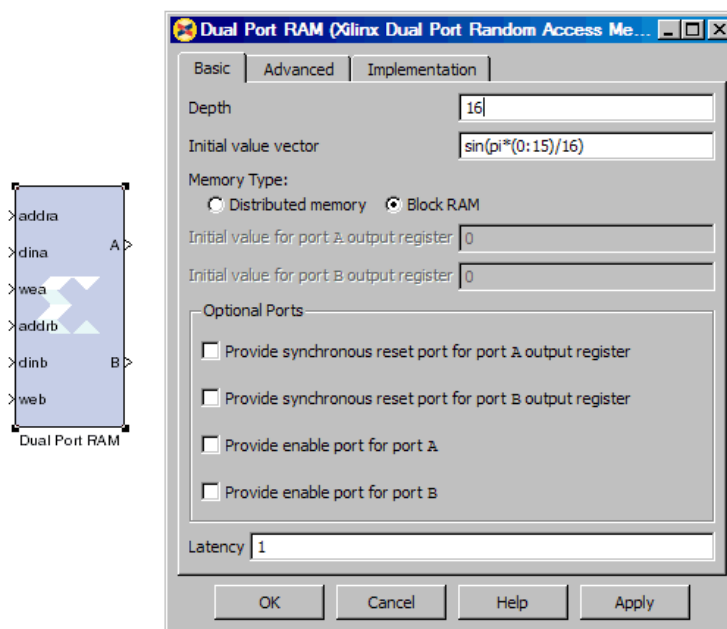 Dual Port RAM (Xilinx Dual Port Random Access Me...
Basic
Advanced
Implementation
Depth
16
Initial value vector
sin(pi*(0:15)/16)
Memory Type:
Distributed memory
Block RAM
Initial value for port A output register
0
Initial value for port B output register
0
Optional Ports
Provide synchronous reset port for port A output register
Provide synchronous reset port for port B output register
Provide enable port for port A
Provide enable port for port B
Latency
1
OK
Cancel
Help
Apply
addra
dina
wea
addrb
dinb
web
A
B
Dual Port RAM